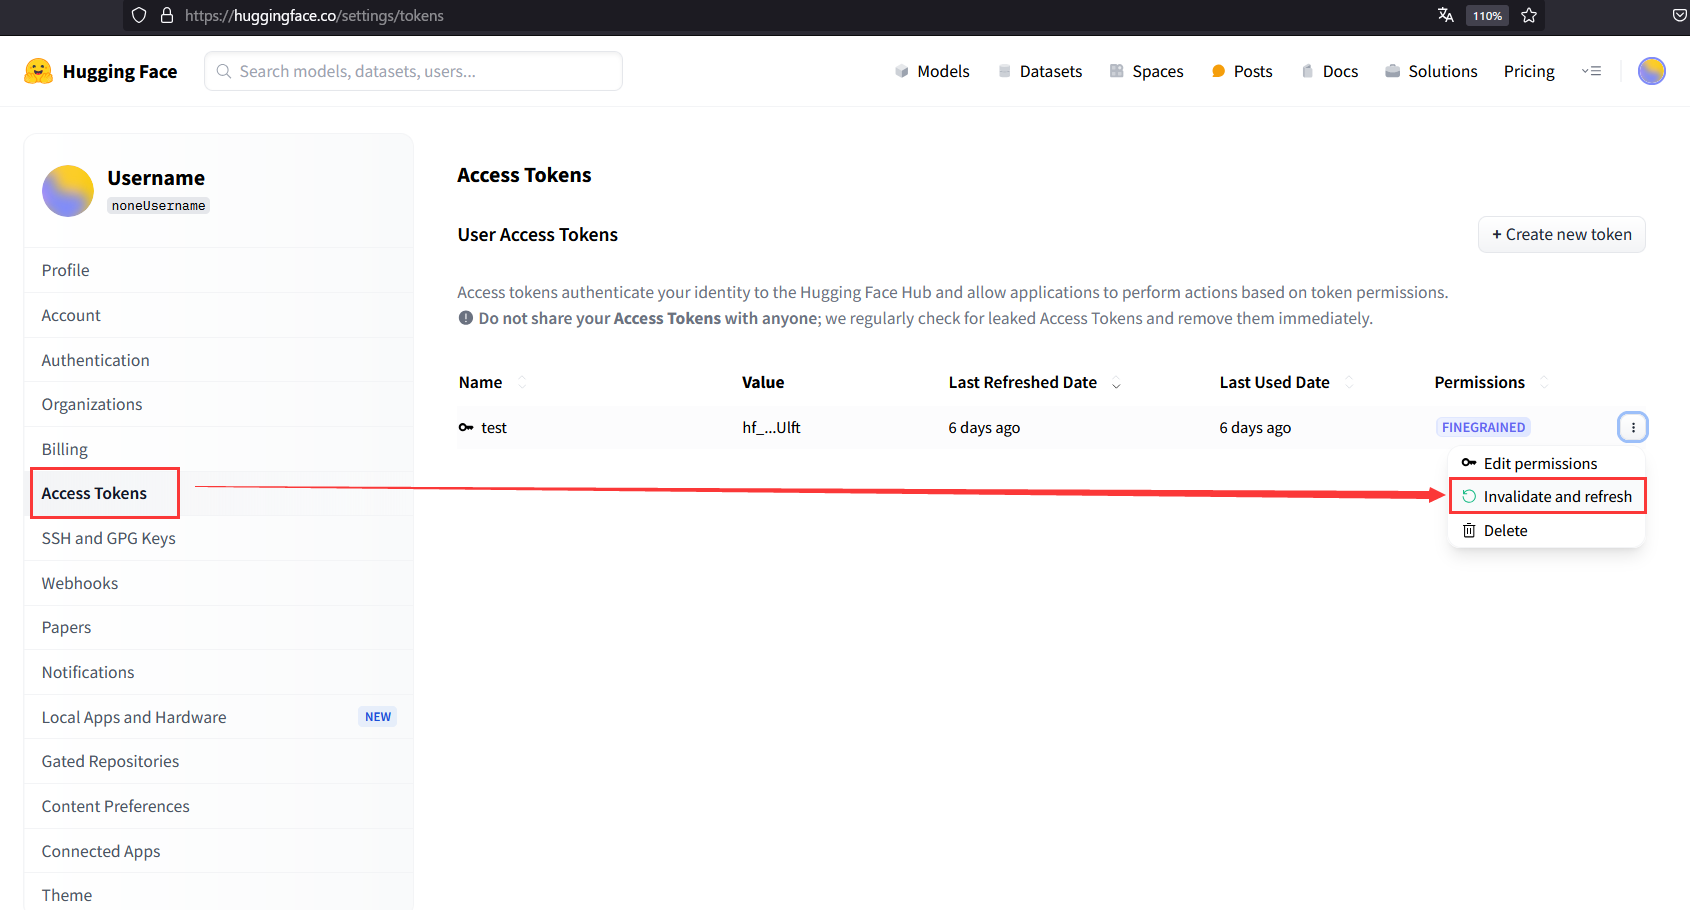 https://huggingface.co/settings/tokens
110%
Hugging Face
Search models, datasets, users...
Models
Datasets
Spaces
Posts
Docs
Solutions
Pricing
Username
noneUsername
Profile
Account
Authentication
Organizations
Billing
Access Tokens
SSH and GPG Keys
Webhooks
Papers
Notifications
Local Apps and Hardware NEW
Gated Repositories
Content Preferences
Connected Apps
Theme
Access Tokens
User Access Tokens
+ Create new token
Access tokens authenticate your identity to the Hugging Face Hub and allow applications to perform actions based on token permissions.
Do not share your Access Tokens with anyone; we regularly check for leaked Access Tokens and remove them immediately.
Name Value Last Refreshed Date Last Used Date Permissions
test hf_...Ulft 6 days ago 6 days ago FINEGRAINED
Edit permissions
Invalidate and refresh
Delete